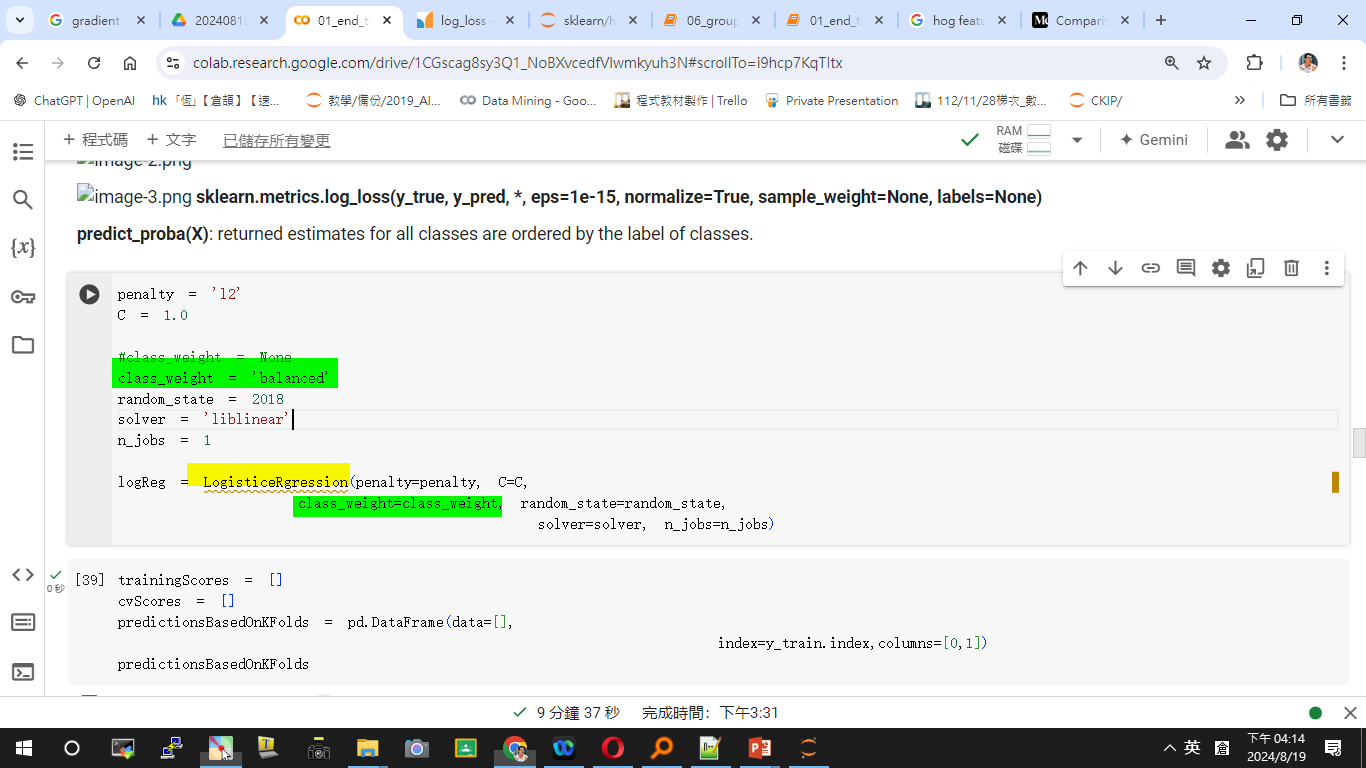 gradient
20240815
01_end_t
log_loss -
sklearn/h
06_group
01_end_t
hog feat
Comparis
colab.research.google.com/drive/1CGscag8sy3Q1_NoBXvcedfVlwmkyuh3N#scrollTo=i9hcp7KqTltx
ChatGPT | OpenAI
hk 「恆」【倉頡】【速...
教學/備份/2019_AI...
Data Mining - Goo...
程式教材製作 | Trello
Private Presentation
112/11/28梯次_數...
CKIP/
所有書籤
+ 程式碼 + 文字 已儲存所有變更
RAM
磁碟
Gemini
image-2.png
image-3.png sklearn.metrics.log_loss(y_true, y_pred, *, eps=1e-15, normalize=True, sample_weight=None, labels=None)
predict_proba(X): returned estimates for all classes are ordered by the label of classes.
penalty = 'l2'
C = 1.0
#class_weight = None
class_weight = 'balanced'
random_state = 2018
solver = 'liblinear'
n_jobs = 1
logReg = LogisticeRgression(penalty=penalty, C=C,
class_weight=class_weight, random_state=random_state,
solver=solver, n_jobs=n_jobs)
[39] trainingScores = []
0 秒
cvScores = []
predictionsBasedOnKFolds = pd.DataFrame(data=[],
index=y_train.index,columns=[0,1])
predictionsBasedOnKFolds
9 分鐘 37 秒 完成時間：下午3:31
英
倉
下午 04:14
2024/8/19